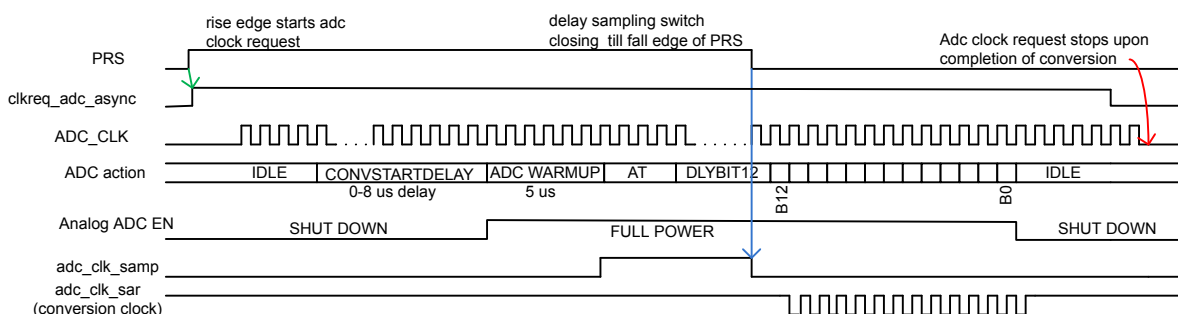 rise edge starts adc
clock request
delay sampling switch
closing till fall edge of PRS
Adc clock request stops upon
completion of conversion
PRS
clkreq_adc_async
ADC_CLK
ADC action
IDLE
CONVSTARTDELAY
ADC WARMUP
AT
DLYBIT12
B12
B0
IDLE
0-8 us delay
5 us
Analog ADC EN
SHUT DOWN
FULL POWER
SHUT DOWN
adc_clk_samp
adc_clk_sar
(conversion clock)